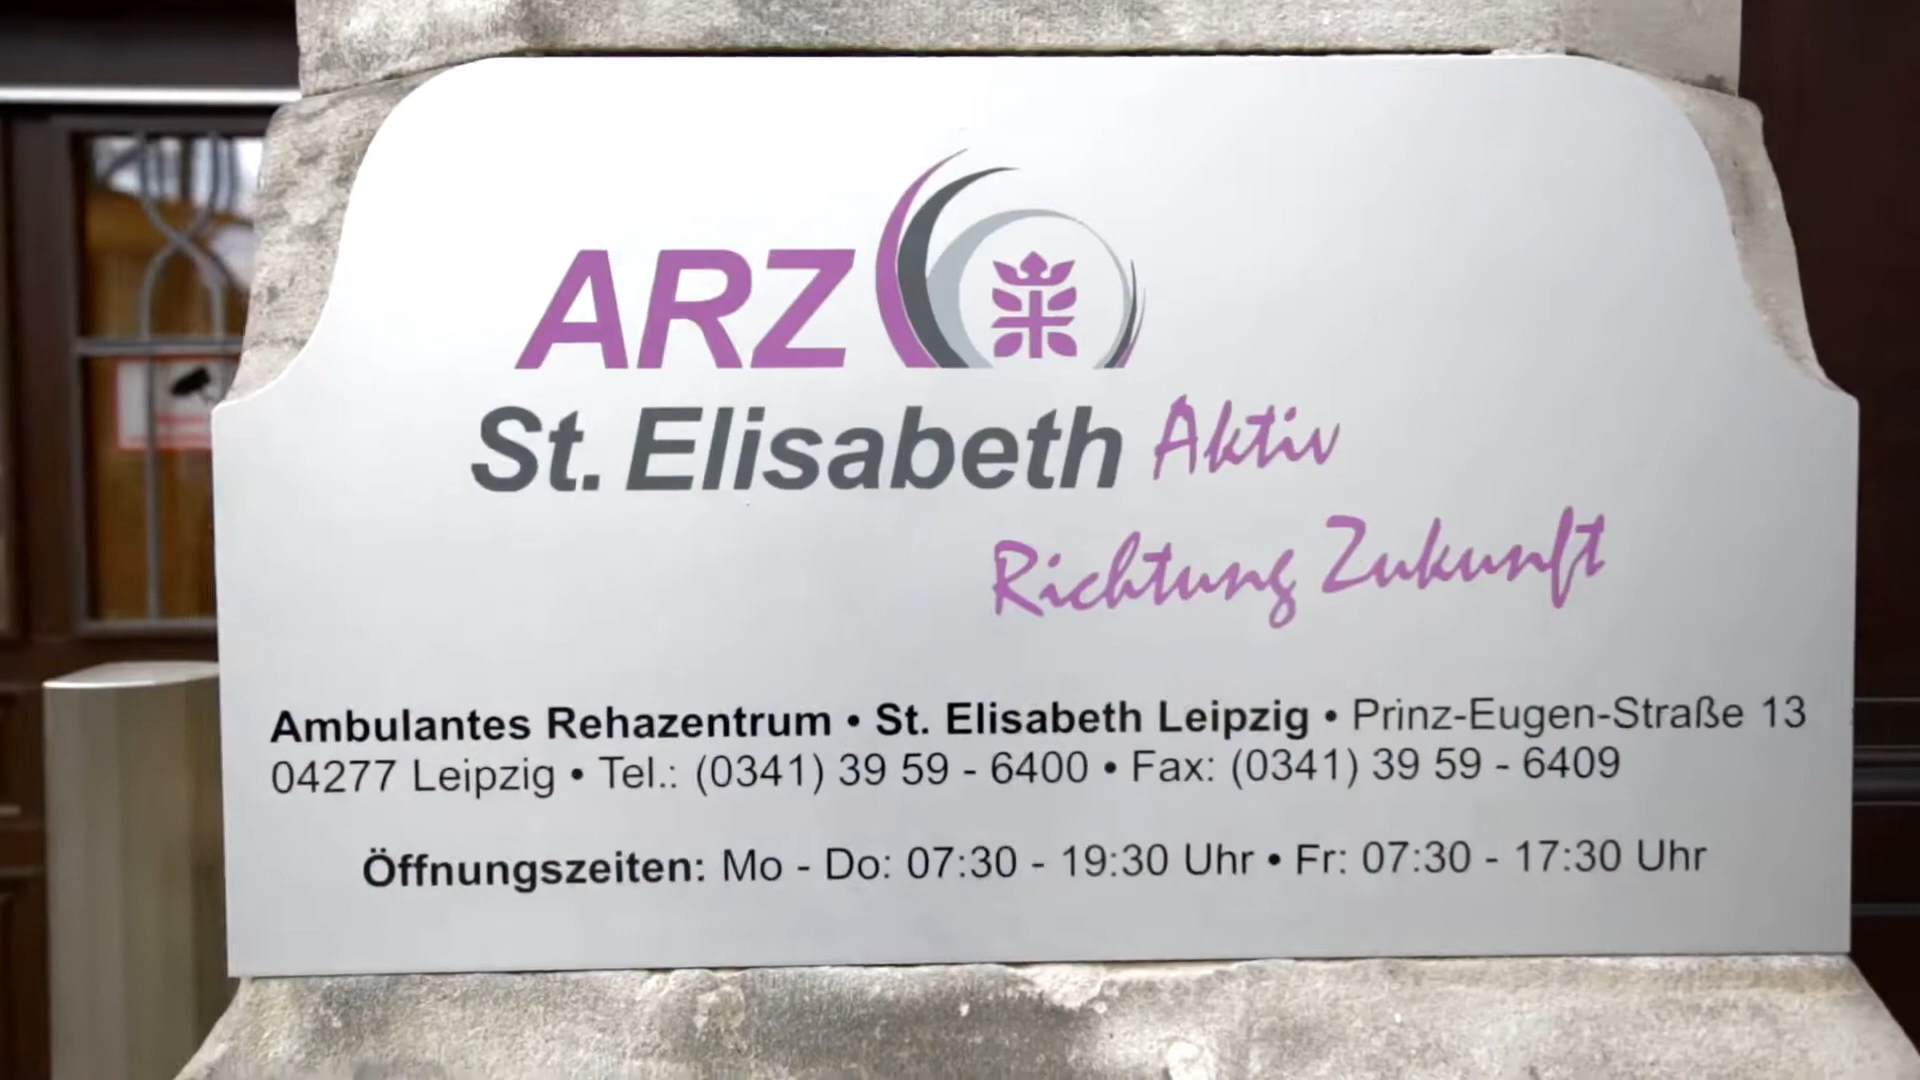 ARZ
St. Elisabeth Aktiv
Richtung Zukunft
Ambulantes Rehazentrum • St. Elisabeth Leipzig • Prinz-Eugen-Straße 13
04277 Leipzig • Tel.: (0341) 39 59 - 6400 • Fax: (0341) 39 59 - 6409
Öffnungszeiten: Mo - Do: 07:30 - 19:30 Uhr • Fr: 07:30 - 17:30 Uhr